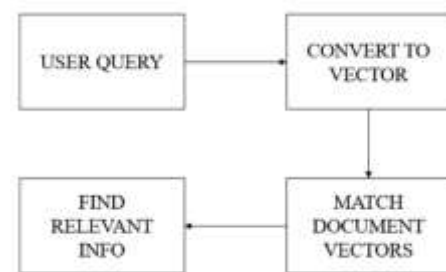 USER QUERY
CONVERT TO
VECTOR
MATCH
DOCUMENT
VECTORS
FIND
RELEVANT
INFO